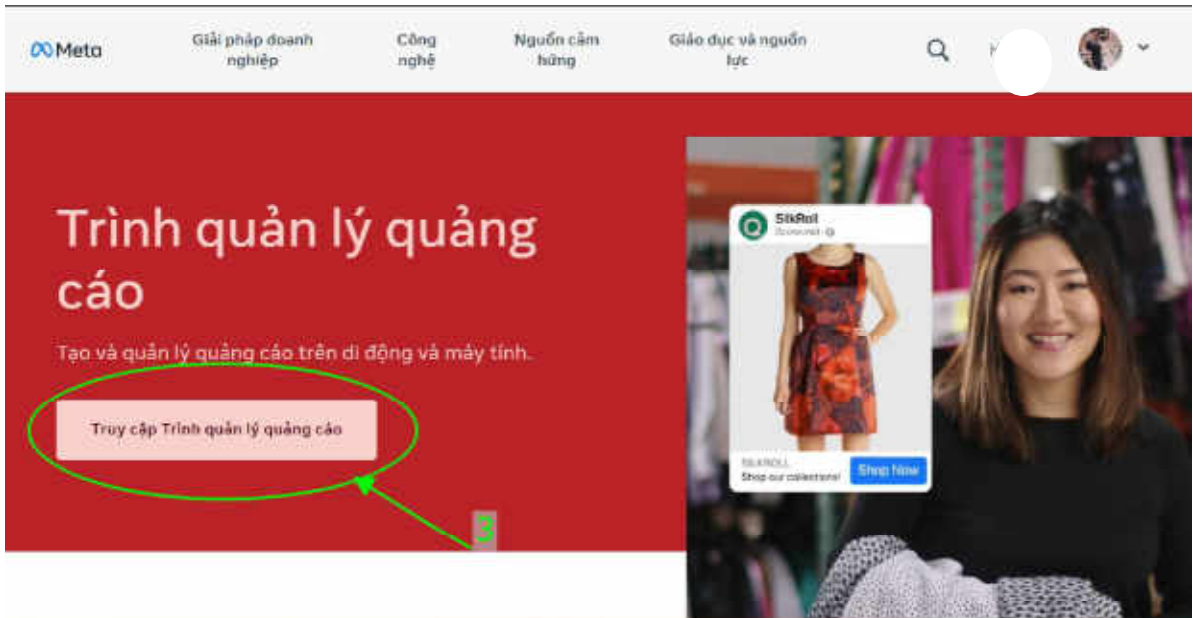 Meta
Giải pháp doanh
nghiệp
Công
nghệ
Nguồn cảm
hứng
Giáo dục và nguồn
lực
Trình quản lý quảng
cáo
Tạo và quản lý quảng cáo trên di động và máy tính.
Truy cập Trình quản lý quảng cáo
3
SilkRoll
Sponsored
SILKROLL
Shop our collections!
Shop Now